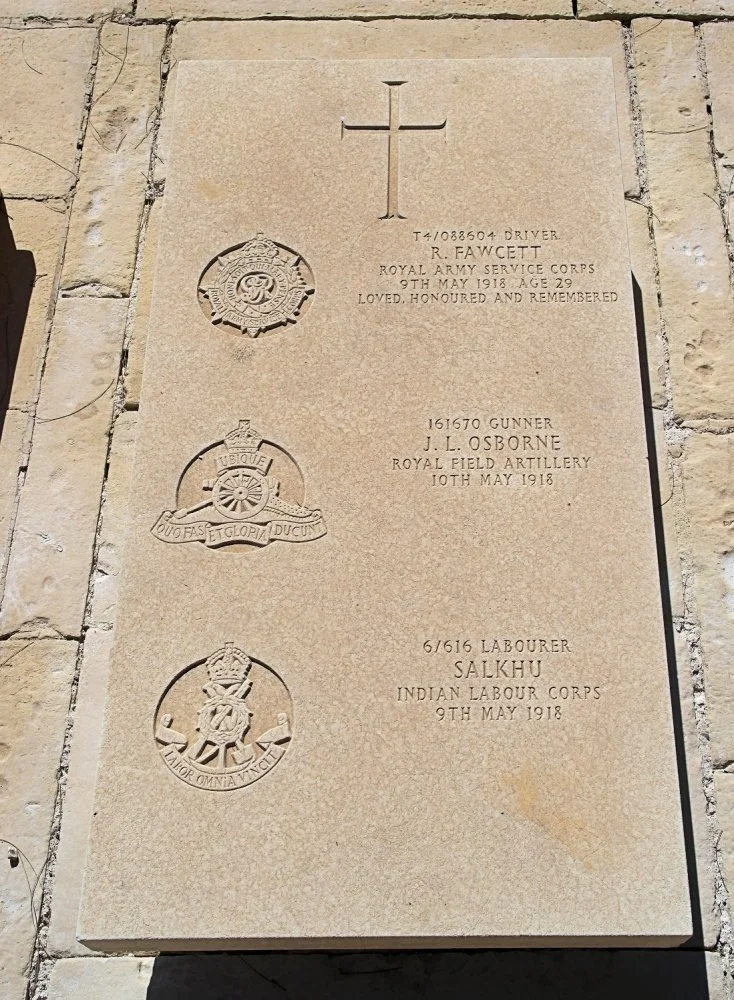 T4/088604 DRIVER
R. FAWCETT
ROYAL ARMY SERVICE CORPS
9TH MAY 1918 AGE 29
LOVED, HONOURED AND REMEMBERED
161670 GUNNER
J. L. OSBORNE
ROYAL FIELD ARTILLERY
10TH MAY 1918
UBIQUE
QUO FAS ET GLORIA DUCUNT
6/616 LABOURER
SALKHU
INDIAN LABOUR CORPS
9TH MAY 1918
LABOR OMNIA VINCIT